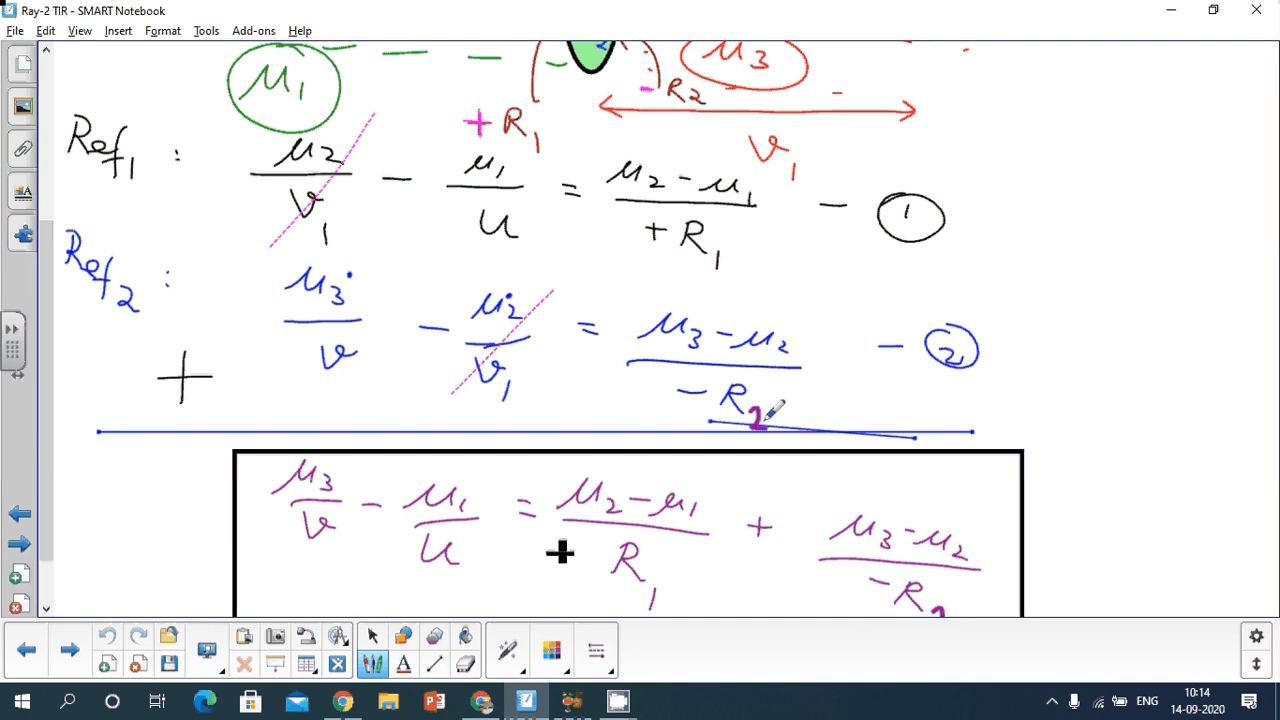 Ray-2 TIR - SMART Notebook
File Edit View Insert Format Tools Add-ons Help
μ1 μ3
+ R1 R2
v1
Ref1 : μ2/v1 - μ1/u = μ2 - μ1/+ R1 - 1
Ref2 : μ3/v - μ2/v1 = μ3 - μ2/- R2 - 2
+
μ3/v - μ1/u = μ2 - μ1/R1 + μ3 - μ2/-R2
ENG
10:14
14-09-2020